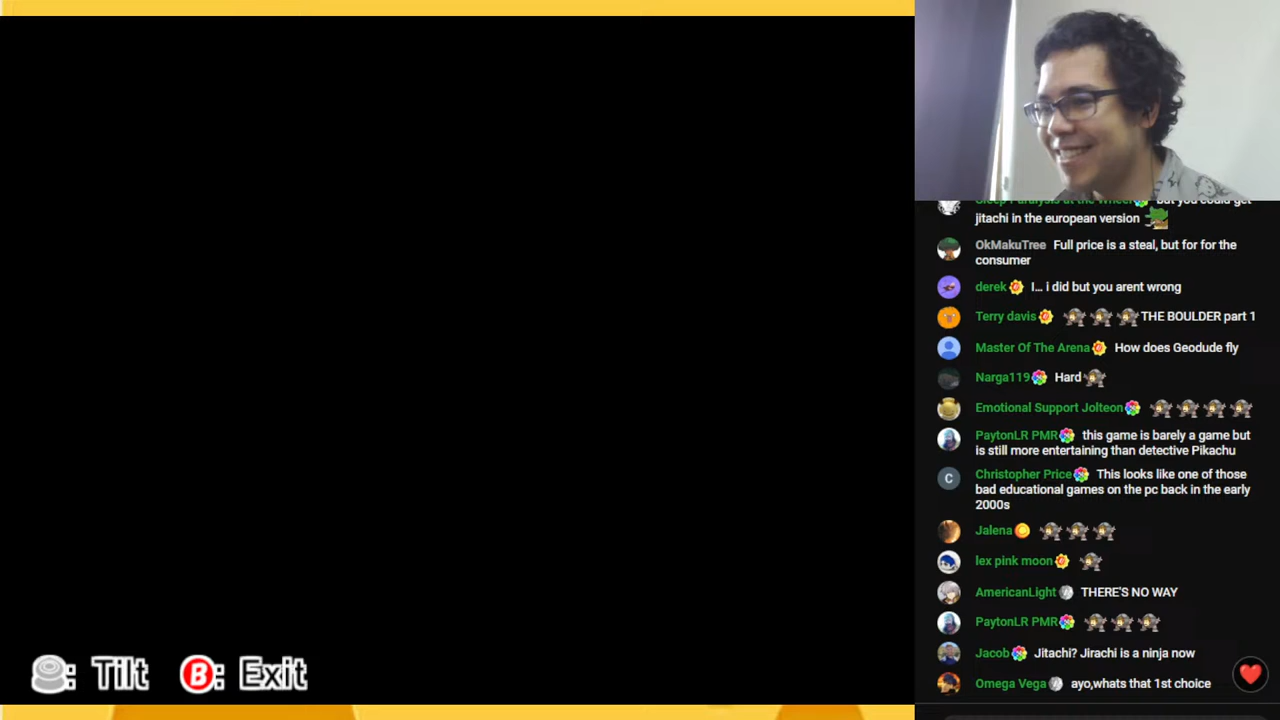 but you could get
jitachi in the european version
OkMakuTree Full price is a steal, but for for the
consumer
derek I... i did but you arent wrong
Terry davis THE BOULDER part 1
Master Of The Arena How does Geodude fly
Narga119 Hard
Emotional Support Jolteon
PaytonLR PMR this game is barely a game but
is still more entertaining than detective Pikachu
C Christopher Price This looks like one of those
bad educational games on the pc back in the early
2000s
Jalena
lex pink moon
AmericanLight THERE'S NO WAY
PaytonLR PMR
Jacob Jitachi? Jirachi is a ninja now
Omega Vega ayo,whats that 1st choice
: Tilt B: Exit